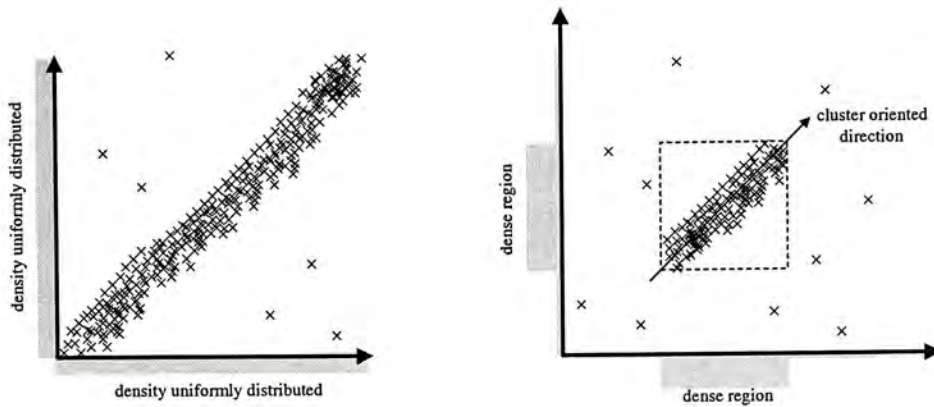 density uniformly distributed
density uniformly distributed
cluster oriented
direction
dense region
dense region